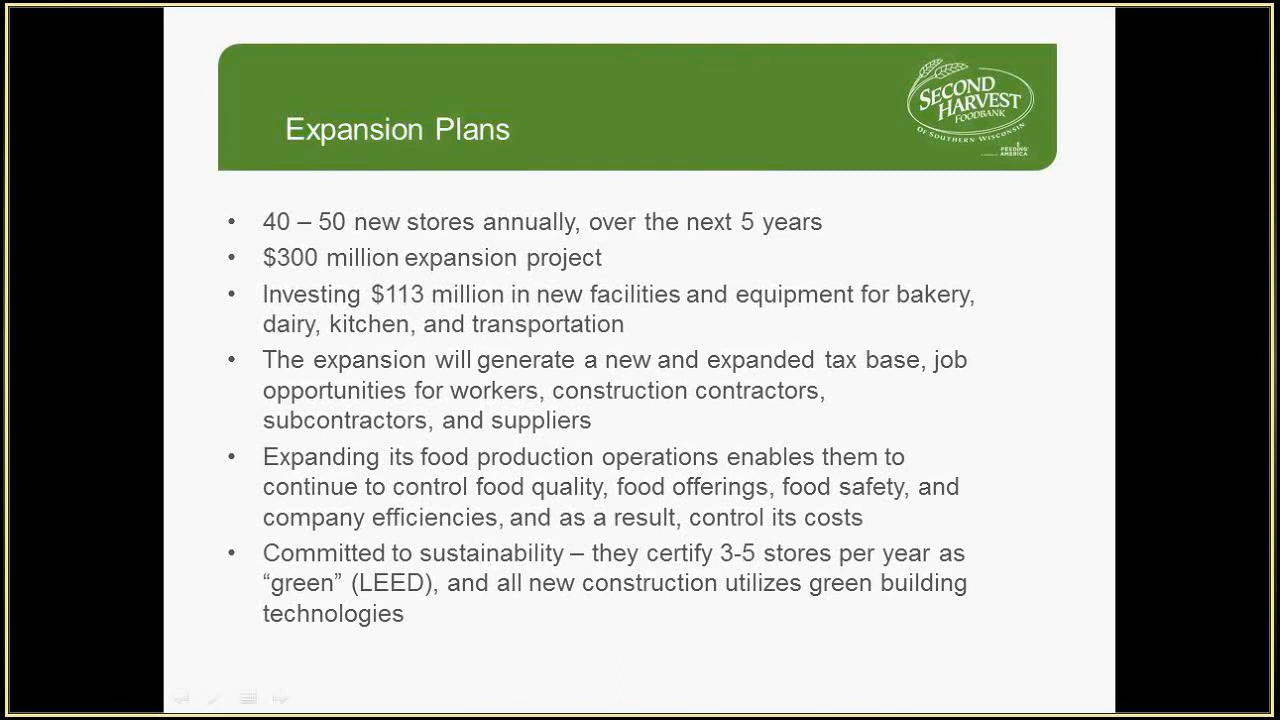 SECOND
HARVEST
FOODBANK
OF SOUTHERN WISCONSIN
FEEDING
AMERICA
Expansion Plans
• 40 – 50 new stores annually, over the next 5 years
• $300 million expansion project
• Investing $113 million in new facilities and equipment for bakery,
dairy, kitchen, and transportation
• The expansion will generate a new and expanded tax base, job
opportunities for workers, construction contractors,
subcontractors, and suppliers
• Expanding its food production operations enables them to
continue to control food quality, food offerings, food safety, and
company efficiencies, and as a result, control its costs
• Committed to sustainability – they certify 3-5 stores per year as
“green” (LEED), and all new construction utilizes green building
technologies